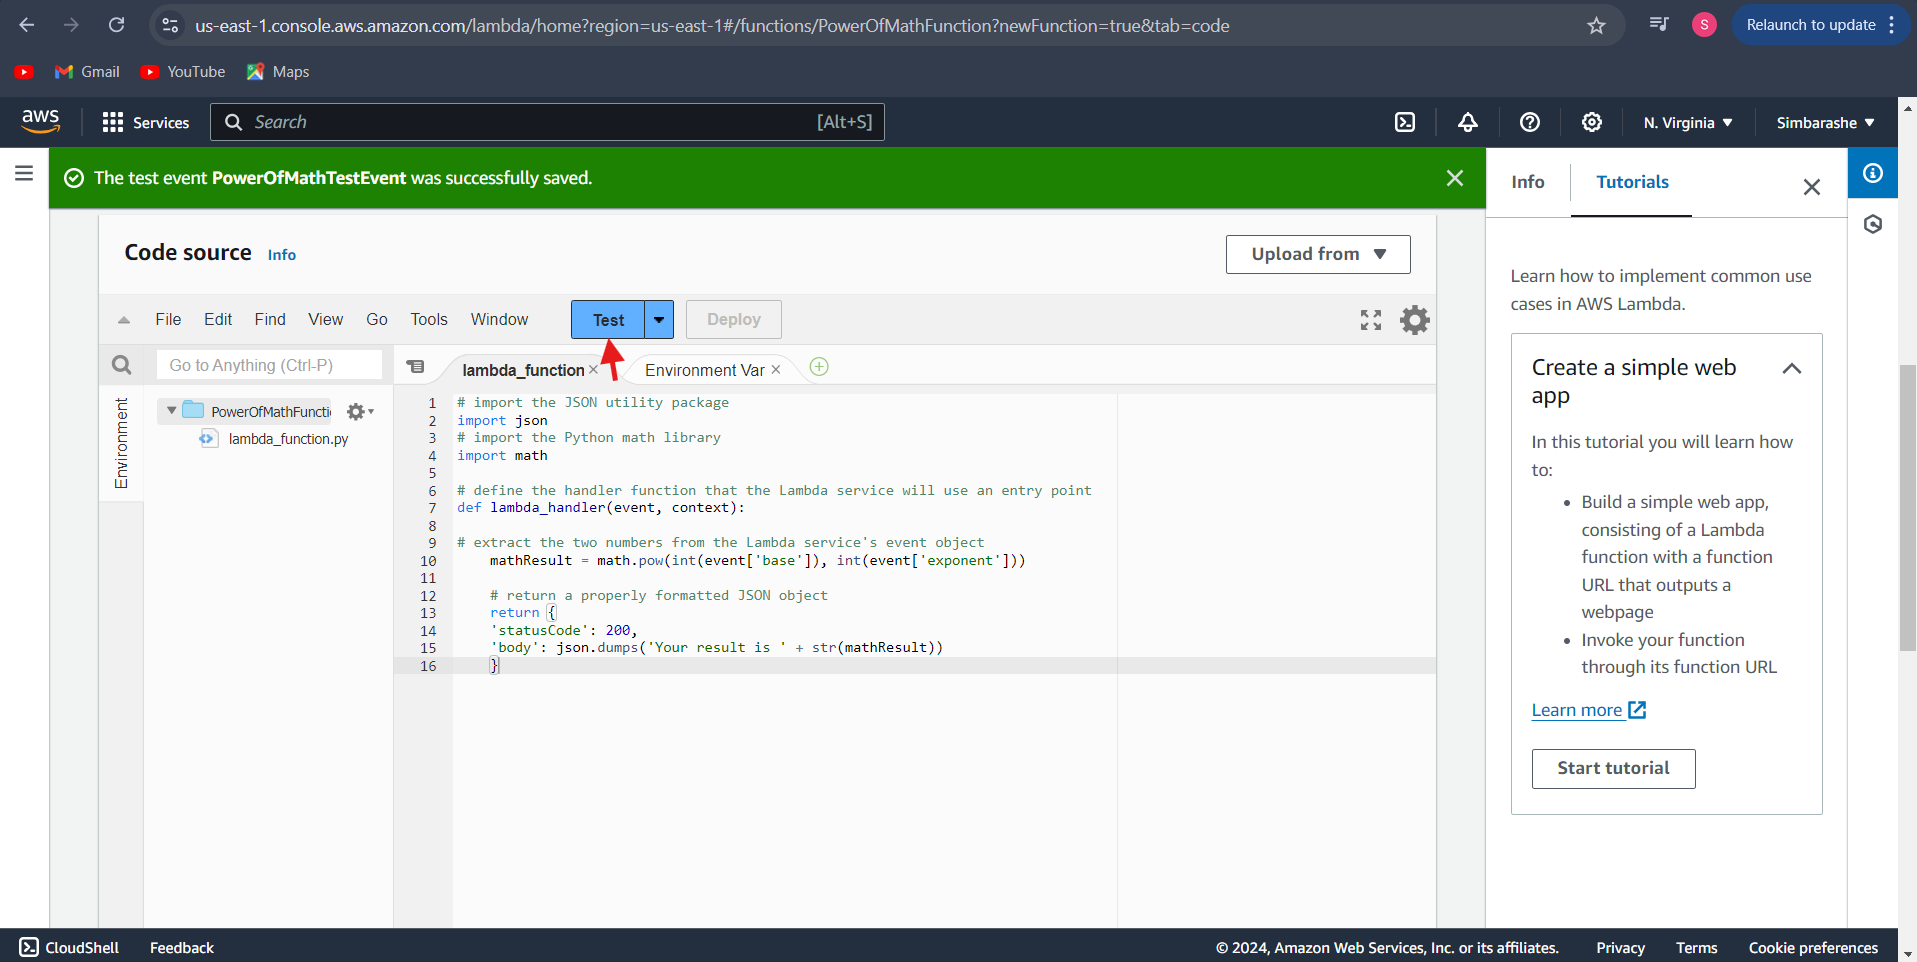 us-east-1.console.aws.amazon.com/lambda/home?region=us-east-1#/functions/PowerOfMathFunction?newFunction=true&tab=code
S
Relaunch to update
Gmail
YouTube
Maps
aws
Services
Search
[Alt+S]
N. Virginia
Simbarashe
The test event PowerOfMathTestEvent was successfully saved.
Code source
Info
Upload from
File
Edit
Find
View
Go
Tools
Window
Test
Deploy
Go to Anything (Ctrl-P)
lambda_function
Environment Var
Environment
PowerOfMathFuncti
lambda_function.py
1 # import the JSON utility package
2 import json
3 # import the Python math library
4 import math
5
6 # define the handler function that the Lambda service will use an entry point
7 def lambda_handler(event, context):
8
9 # extract the two numbers from the Lambda service's event object
10 mathResult = math.pow(int(event['base']), int(event['exponent']))
11
12 # return a properly formatted JSON object
13 return {
14 'statusCode': 200,
15 'body': json.dumps('Your result is ' + str(mathResult))
16 }
Info
Tutorials
Learn how to implement common use
cases in AWS Lambda.
Create a simple web
app
In this tutorial you will learn how
to:
• Build a simple web app,
consisting of a Lambda
function with a function
URL that outputs a
webpage
• Invoke your function
through its function URL
Learn more
Start tutorial
CloudShell
Feedback
© 2024, Amazon Web Services, Inc. or its affiliates.
Privacy
Terms
Cookie preferences